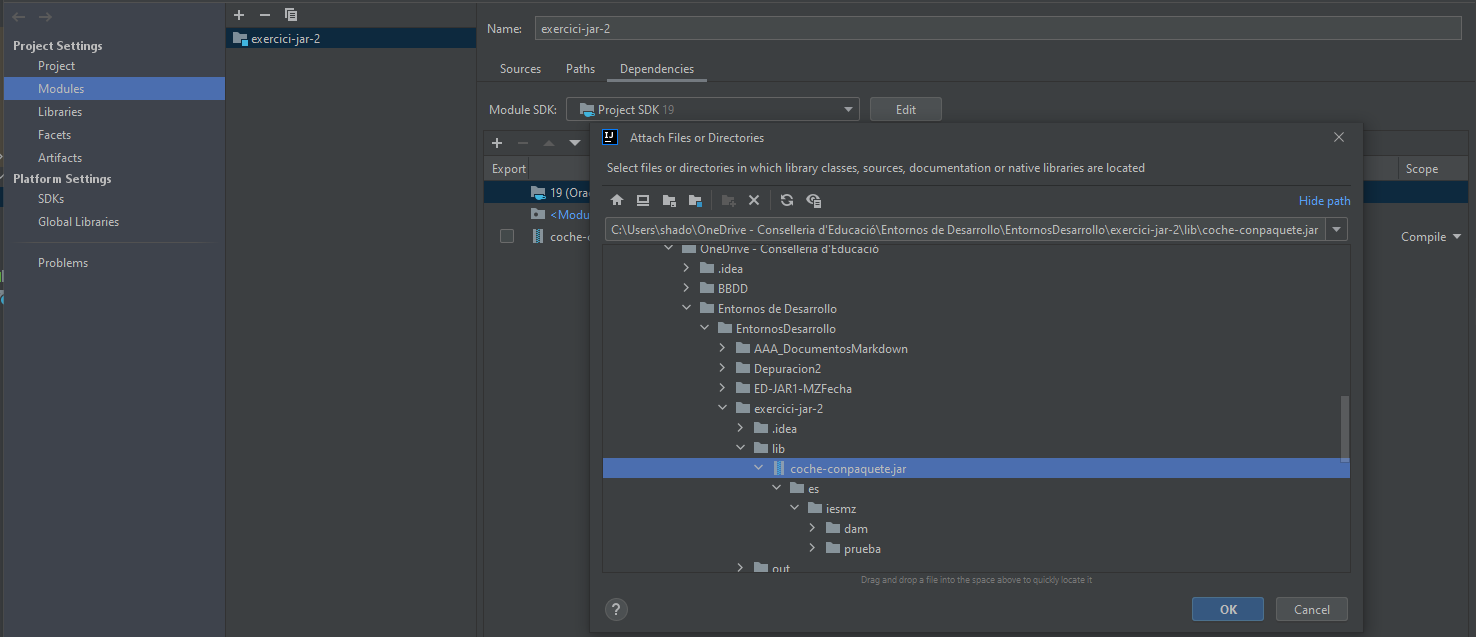 Project Settings
Project
Modules
Libraries
Facets
Artifacts
Platform Settings
SDKs
Global Libraries
Problems
exercici-jar-2
Name: exercici-jar-2
Sources Paths Dependencies
Module SDK: Project SDK 19 Edit
Export Scope
19 (Ora
<Modu
coche-c Compile
Attach Files or Directories
Select files or directories in which library classes, sources, documentation or native libraries are located
Hide path
C:\Users\shado\OneDrive - Conselleria d'Educació\Entornos de Desarrollo\EntornosDesarrollo\exercici-jar-2\lib\coche-conpaquete.jar
OneDrive - Conselleria d'Educació
.idea
BBDD
Entornos de Desarrollo
EntornosDesarrollo
AAA_DocumentosMarkdown
Depuracion2
ED-JAR1-MZFecha
exercici-jar-2
.idea
lib
coche-conpaquete.jar
es
iesmz
dam
prueba
out
Drag and drop a file into the space above to quickly locate it
? OK Cancel